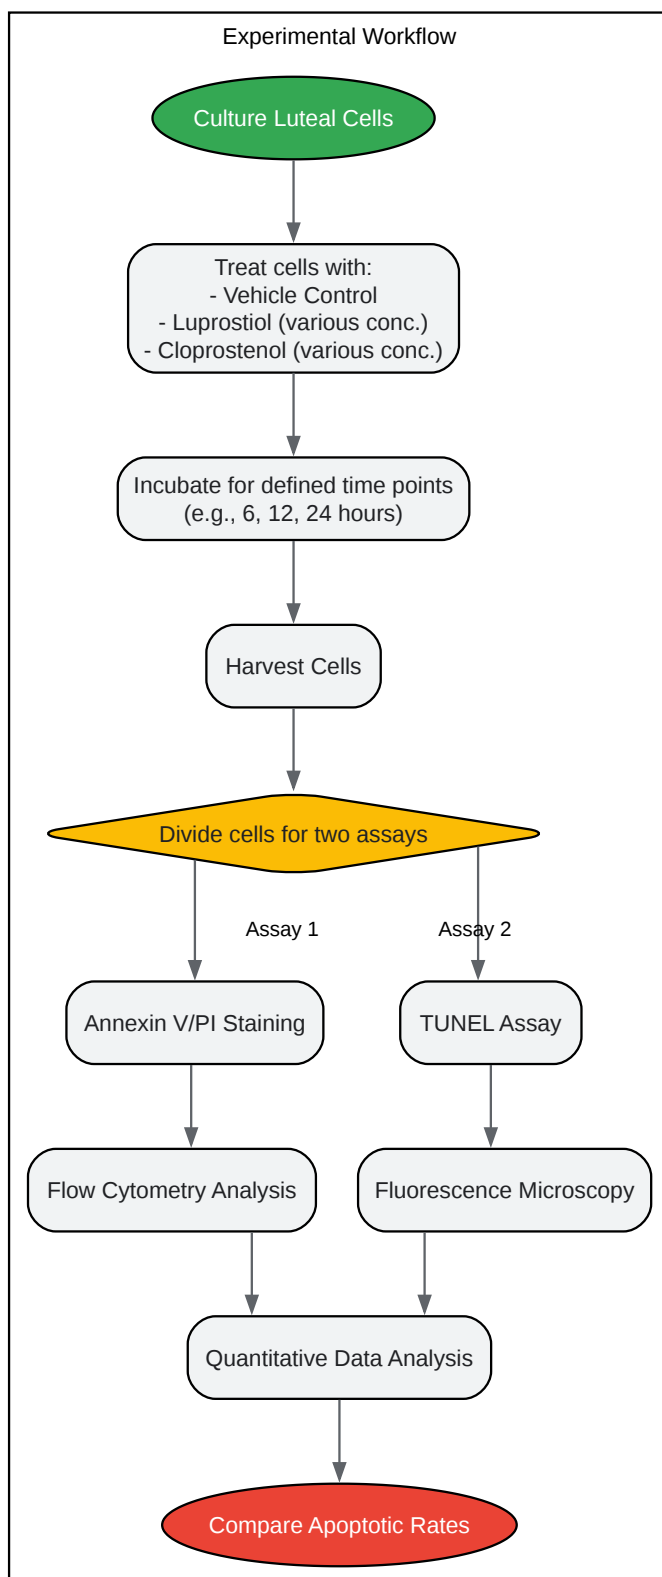 Experimental Workflow
Culture Luteal Cells
Treat cells with:
- Vehicle Control
- Luprostiol (various conc.)
- Cloprostenol (various conc.)
Incubate for defined time points
(e.g., 6, 12, 24 hours)
Harvest Cells
Divide cells for two assays
Assay 1
Assay 2
Annexin V/PI Staining
TUNEL Assay
Flow Cytometry Analysis
Fluorescence Microscopy
Quantitative Data Analysis
Compare Apoptotic Rates